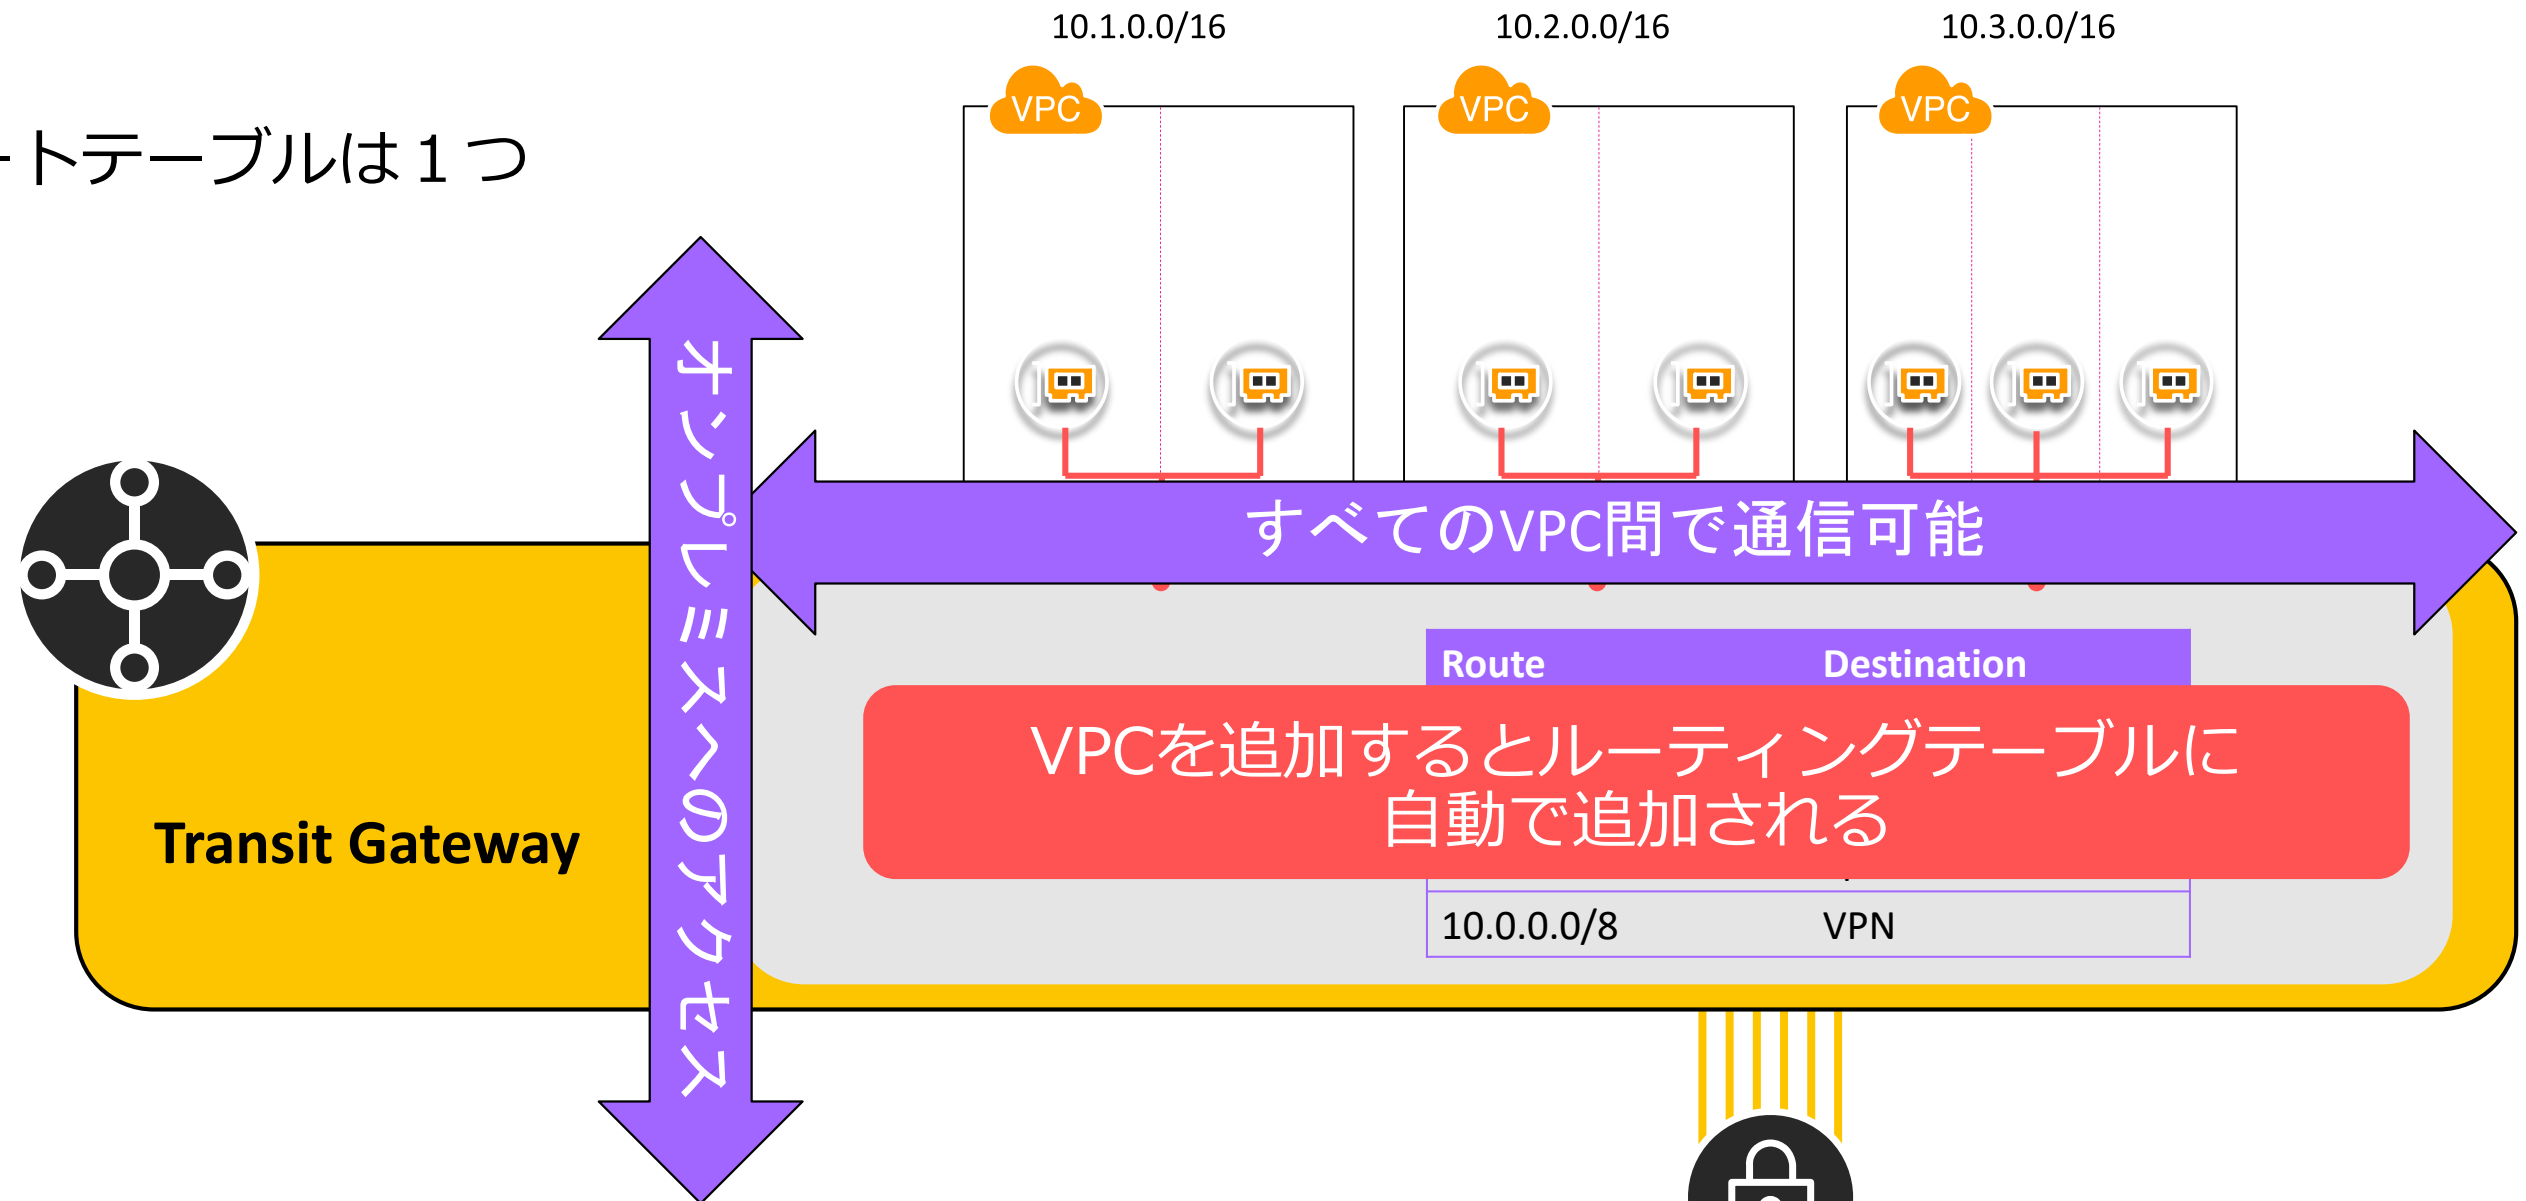 10.1.0.0/16
10.2.0.0/16
10.3.0.0/16
VPC
VPC
VPC
ートテーブルは１つ
オンプレミスへのアクセス
すべてのVPC間で通信可能
Route Destination
VPCを追加するとルーティングテーブルに
自動で追加される
Transit Gateway
10.0.0.0/8 VPN